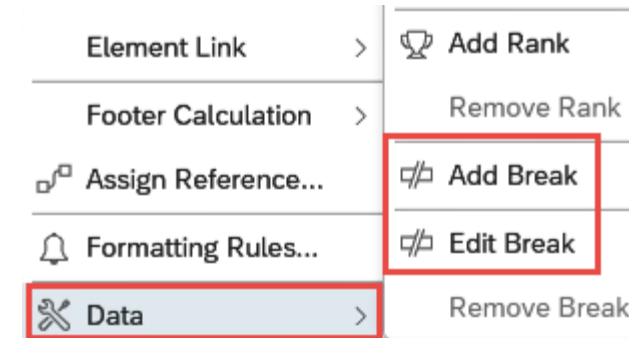 Element Link
Footer Calculation
Assign Reference...
Formatting Rules...
Data
Add Rank
Remove Rank
Add Break
Edit Break
Remove Break